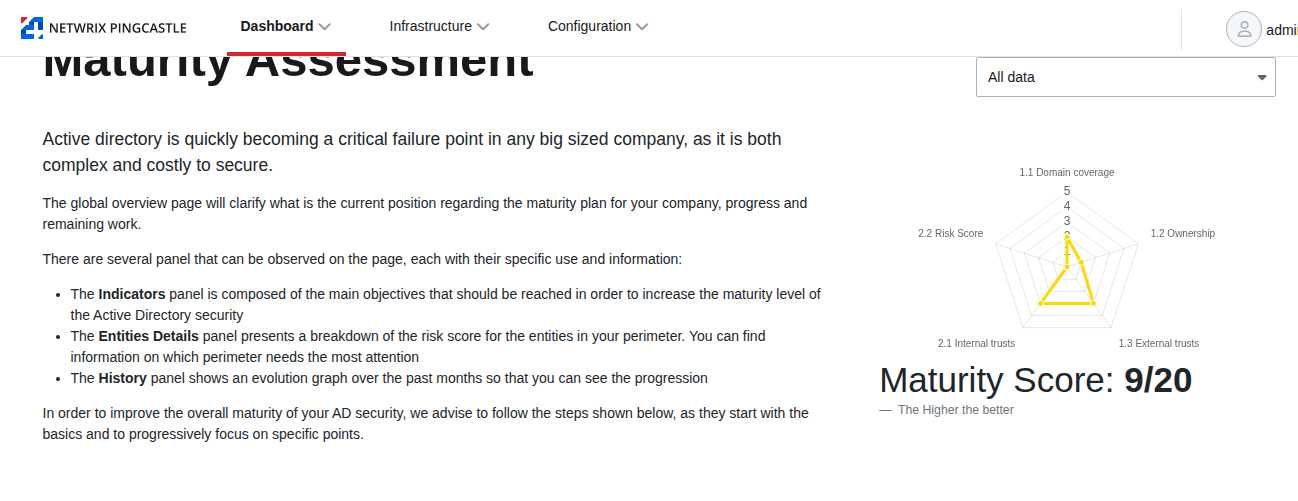 NETWRIX PINGCASTLE
Dashboard
Infrastructure
Configuration
admi
Maturity Assessment
All data
Active directory is quickly becoming a critical failure point in any big sized company, as it is both
complex and costly to secure.
The global overview page will clarify what is the current position regarding the maturity plan for your company, progress and
remaining work.
There are several panel that can be observed on the page, each with their specific use and information:
• The Indicators panel is composed of the main objectives that should be reached in order to increase the maturity level of
the Active Directory security
• The Entities Details panel presents a breakdown of the risk score for the entities in your perimeter. You can find
information on which perimeter needs the most attention
• The History panel shows an evolution graph over the past months so that you can see the progression
In order to improve the overall maturity of your AD security, we advise to follow the steps shown below, as they start with the
basics and to progressively focus on specific points.
1.1 Domain coverage
5
4
3
2.2 Risk Score
1.2 Ownership
2.1 Internal trusts
1.3 External trusts
Maturity Score: 9/20
— The Higher the better